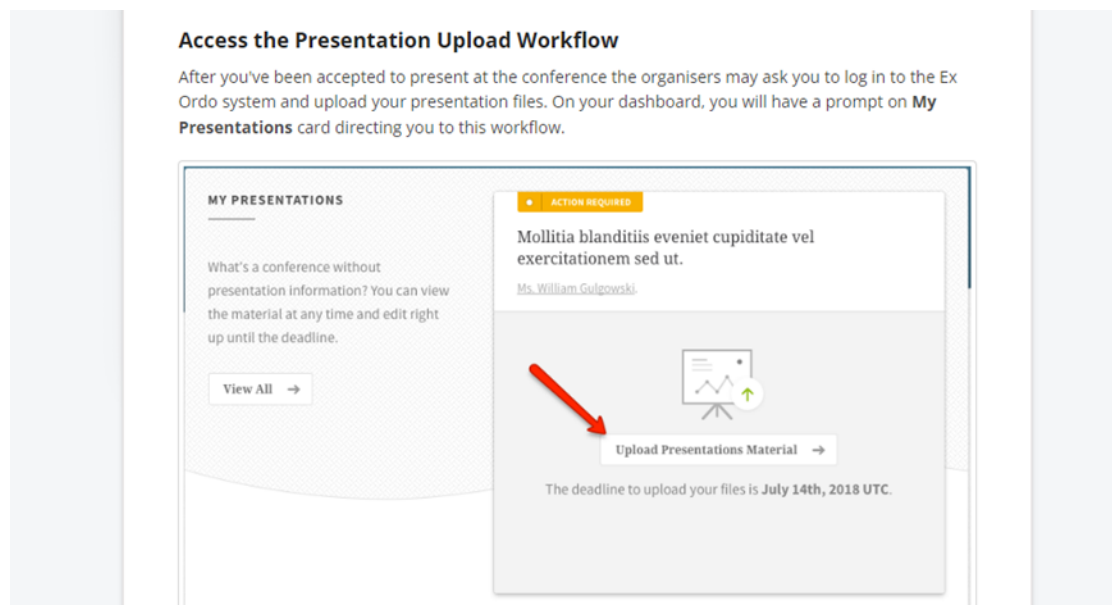 Access the Presentation Upload Workflow
After you've been accepted to present at the conference the organisers may ask you to log in to the Ex
Ordo system and upload your presentation files. On your dashboard, you will have a prompt on My
Presentations card directing you to this workflow.
MY PRESENTATIONS
What's a conference without
presentation information? You can view
the material at any time and edit right
up until the deadline.
View All
ACTION REQUIRED
Mollitia blanditiis eveniet cupiditate vel
exercitationem sed ut.
Ms. William Gulgowski.
Upload Presentations Material
The deadline to upload your files is July 14th, 2018 UTC.